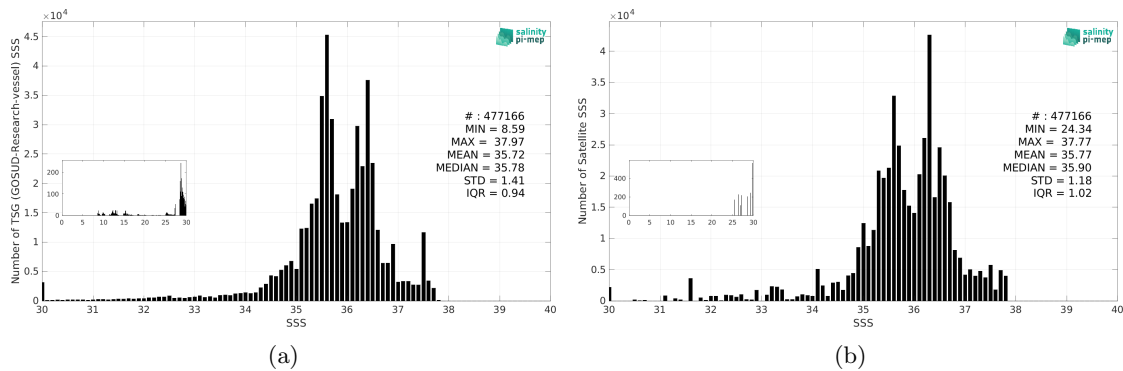 ×10⁴
4.5
4
3.5
3
2.5
2
1.5
1
0.5
0
30 31 32 33 34 35 36 37 38 39 40
SSS
Number of TSG (GOSUD-Research-vessel) SSS
salinity
pi-mep
# : 477166
MIN = 8.59
MAX = 37.97
MEAN = 35.72
MEDIAN = 35.78
STD = 1.41
IQR = 0.94
200
100
0
0 5 10 15 20 25 30
(a)
×10⁴
4
3.5
3
2.5
2
1.5
1
0.5
0
30 31 32 33 34 35 36 37 38 39 40
SSS
Number of Satellite SSS
salinity
pi-mep
# : 477166
MIN = 24.34
MAX = 37.77
MEAN = 35.77
MEDIAN = 35.90
STD = 1.18
IQR = 1.02
400
200
0
0 5 10 15 20 25 30
(b)